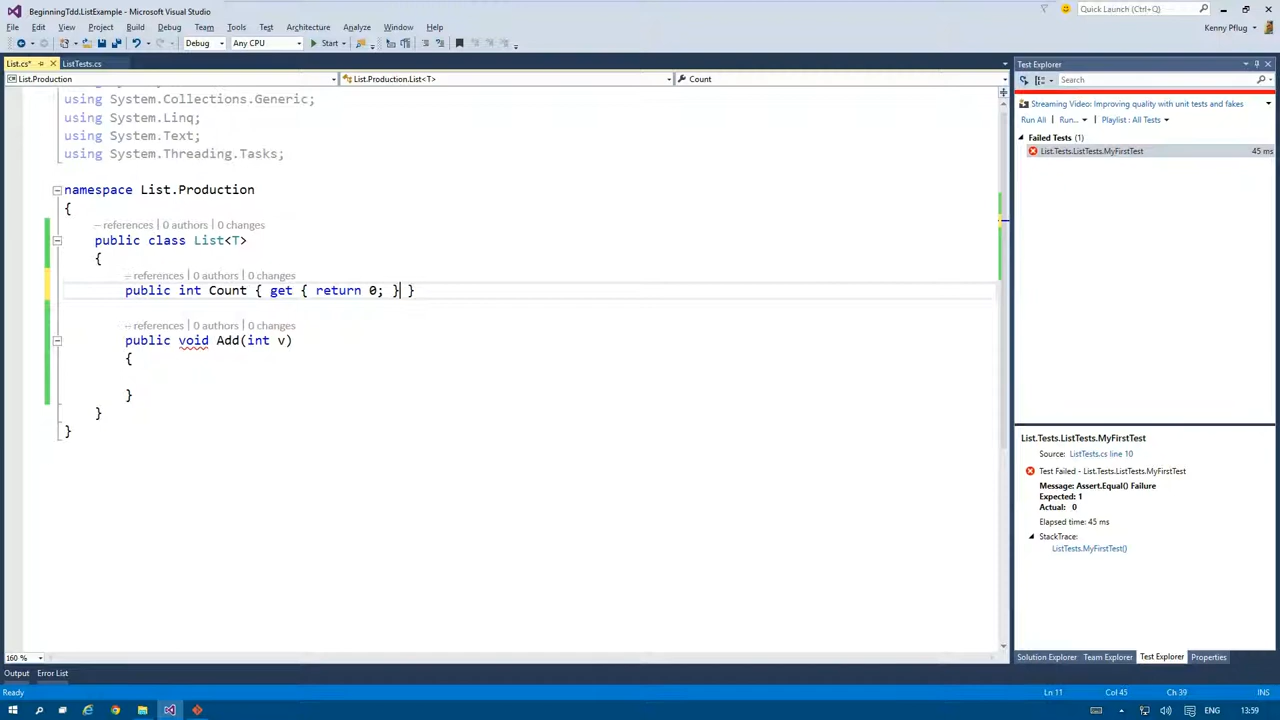 BeginningTdd.ListExample - Microsoft Visual Studio
Quick Launch (Ctrl+Q)
File Edit View Project Build Debug Team Tools Test Architecture Analyze Window Help
Kenny Pflug
Debug Any CPU Start
List.cs* ListTests.cs
Test Explorer
List.Production List.Production.List<T> Count
Search
using System.Collections.Generic;
using System.Linq;
using System.Text;
using System.Threading.Tasks;
Streaming Video: Improving quality with unit tests and fakes
Run All Run... Playlist : All Tests
Failed Tests (1)
List.Tests.ListTests.MyFirstTest 45 ms
namespace List.Production
{
– references | 0 authors | 0 changes
public class List<T>
{
– references | 0 authors | 0 changes
public int Count { get { return 0; } }
– references | 0 authors | 0 changes
public void Add(int v)
{
}
}
}
List.Tests.ListTests.MyFirstTest
Source: ListTests.cs line 10
Test Failed - List.Tests.ListTests.MyFirstTest
Message: Assert.Equal() Failure
Expected: 1
Actual: 0
Elapsed time: 45 ms
StackTrace:
ListTests.MyFirstTest()
160 %
Solution Explorer Team Explorer Test Explorer Properties
Output Error List
Ready Ln 11 Col 45 Ch 39 INS
ENG 13:59